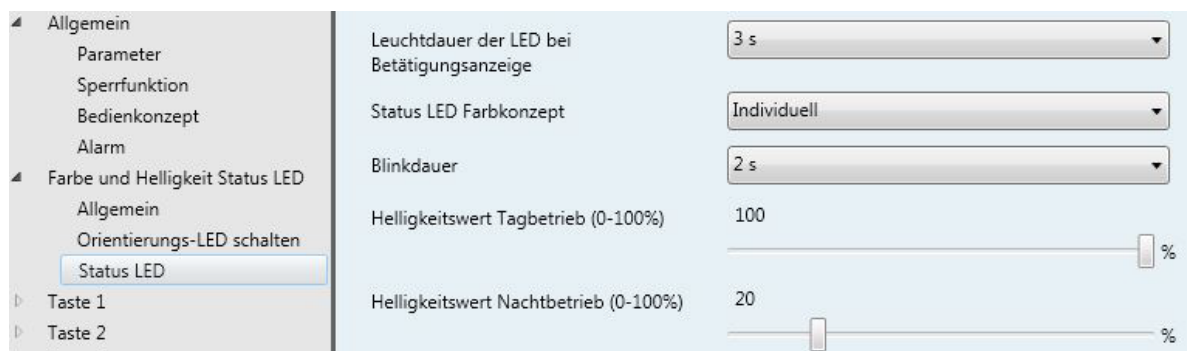 Allgemein
Parameter
Sperrfunktion
Bedienkonzept
Alarm
Farbe und Helligkeit Status LED
Allgemein
Orientierungs-LED schalten
Status LED
Taste 1
Taste 2
Leuchtdauer der LED bei
Betätigungsanzeige
3 s
Status LED Farbkonzept
Individuell
Blinkdauer
2 s
Helligkeitswert Tagbetrieb (0-100%)
100
%
Helligkeitswert Nachtbetrieb (0-100%)
20
%